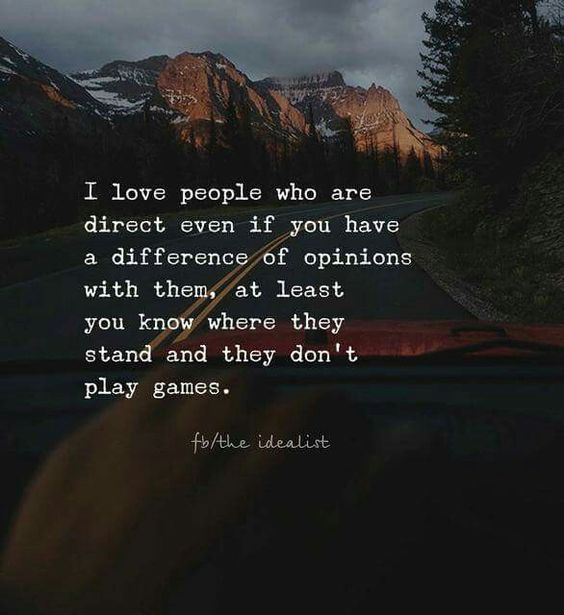 I love people who are
direct even if you have
a difference of opinions
with them, at least
you know where they
stand and they don't
play games.
fb/the idealist